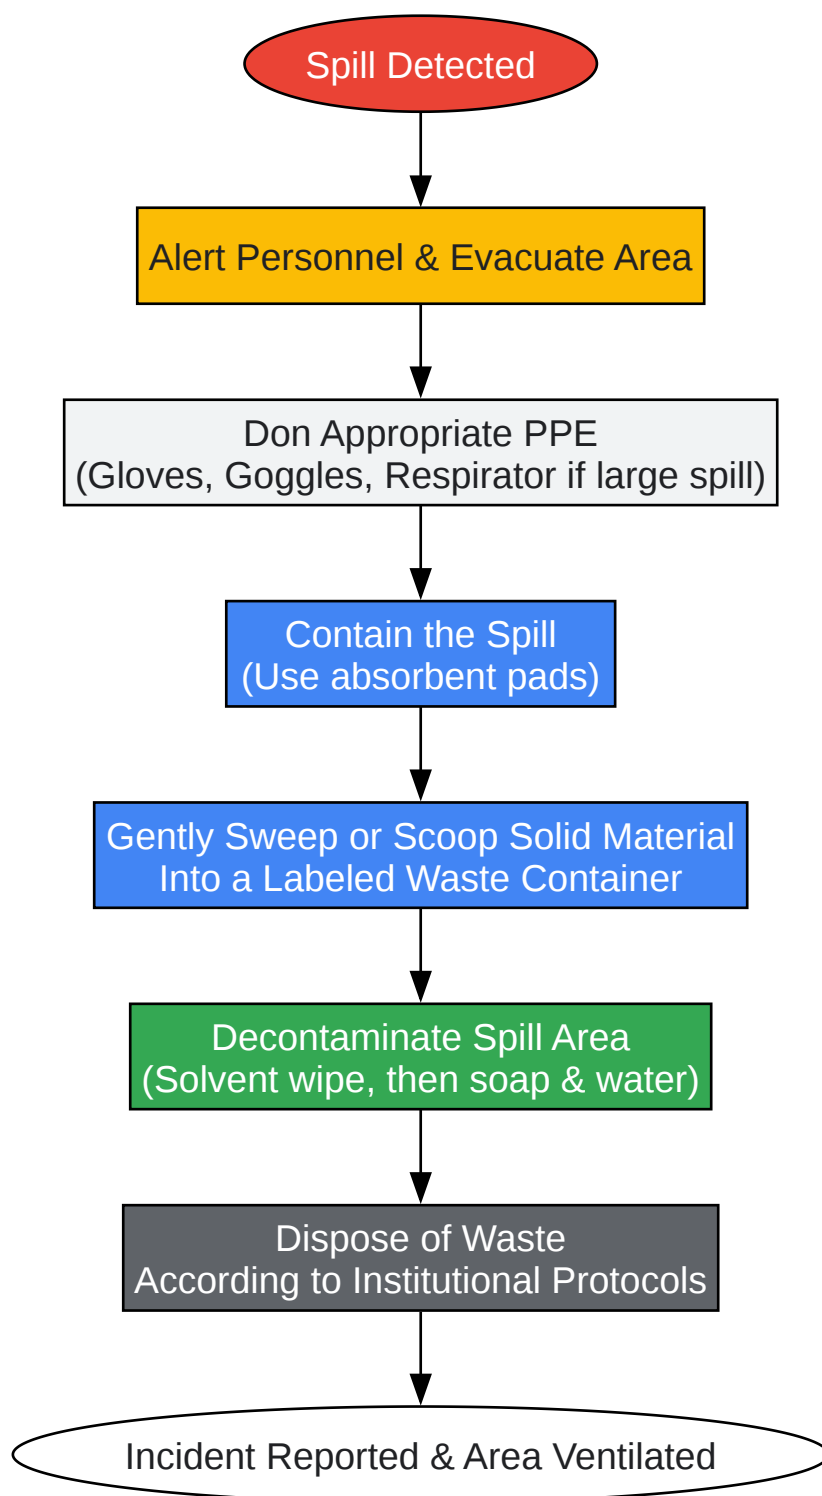 Spill Detected
Alert Personnel & Evacuate Area
Don Appropriate PPE
(Gloves, Goggles, Respirator if large spill)
Contain the Spill
(Use absorbent pads)
Gently Sweep or Scoop Solid Material
Into a Labeled Waste Container
Decontaminate Spill Area
(Solvent wipe, then soap & water)
Dispose of Waste
According to Institutional Protocols
Incident Reported & Area Ventilated